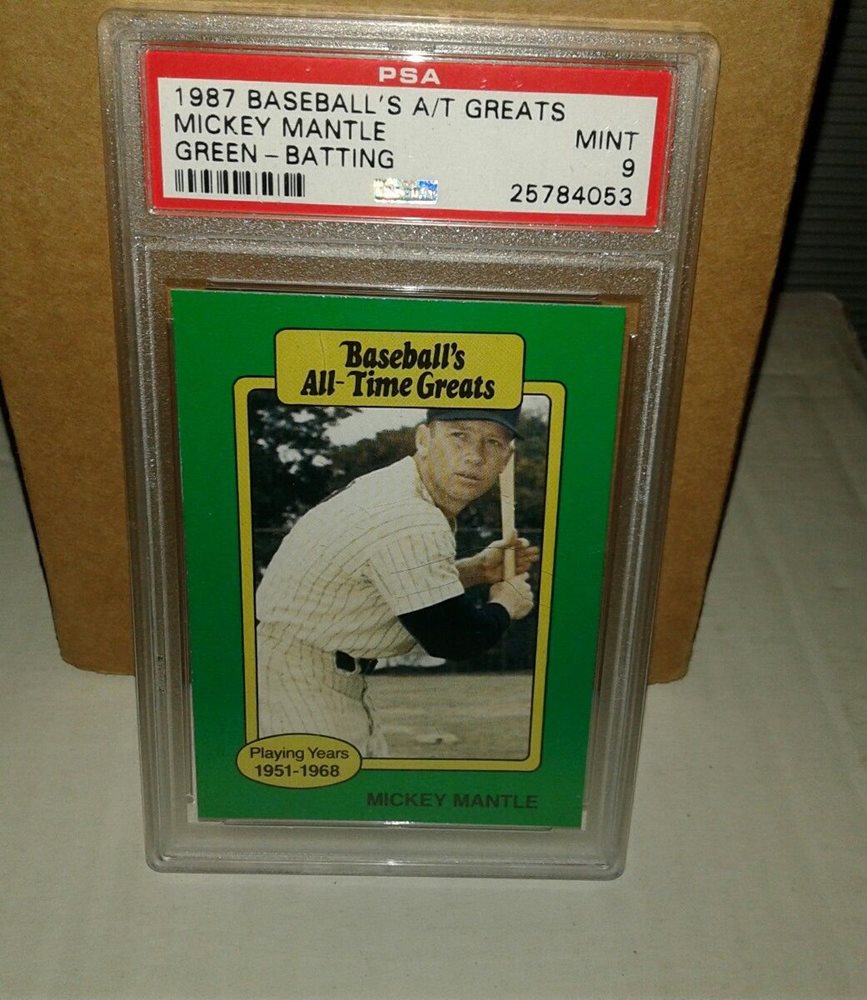 PSA
1987 BASEBALL'S A/T GREATS
MICKEY MANTLE
MINT
GREEN - BATTING
9
25784053
Baseball's
All-Time Greats
Playing Years
1951-1968
MICKEY MANTLE